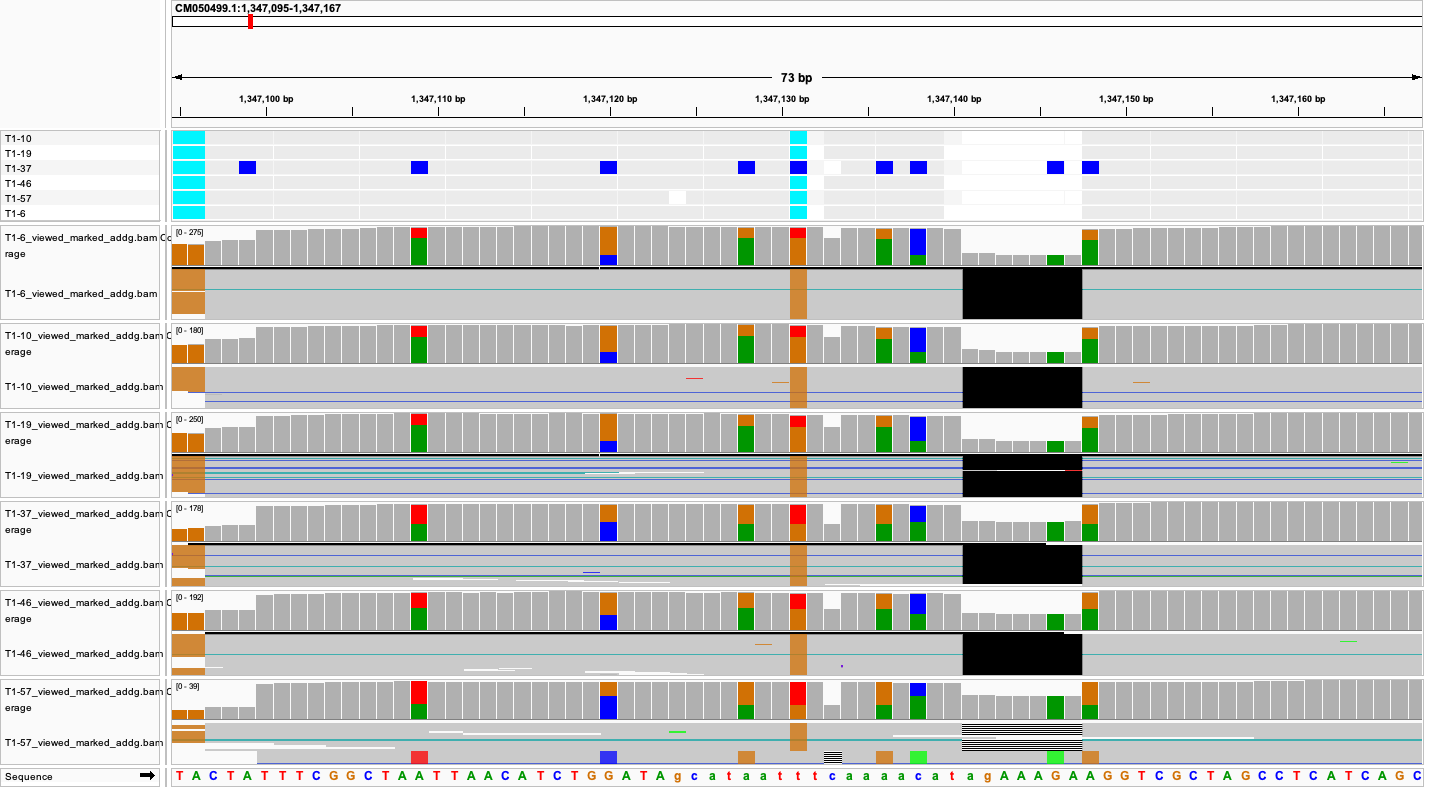 CM050499.1:1,347,095-1,347,167
73 bp
1,347,100 bp 1,347,110 bp 1,347,120 bp 1,347,130 bp 1,347,140 bp 1,347,150 bp 1,347,160 bp
T1-10
T1-19
T1-37
T1-46
T1-57
T1-6
T1-6_viewed_marked_addg.bam Co
rage
[0 - 275]
T1-6_viewed_marked_addg.bam
T1-10_viewed_marked_addg.bam C
erage
[0 - 180]
T1-10_viewed_marked_addg.bam
T1-19_viewed_marked_addg.bam C
erage
[0 - 250]
T1-19_viewed_marked_addg.bam
T1-37_viewed_marked_addg.bam C
erage
[0 - 178]
T1-37_viewed_marked_addg.bam
T1-46_viewed_marked_addg.bam C
erage
[0 - 192]
T1-46_viewed_marked_addg.bam
T1-57_viewed_marked_addg.bam C
erage
[0 - 39]
T1-57_viewed_marked_addg.bam
Sequence T A C T A T T T C G G C T A A T T A A C A T C T G G A T A g c a t a a t t t c a a a a c a t a g A A A G A A G G T C G C T A G C C T C A T C A G C